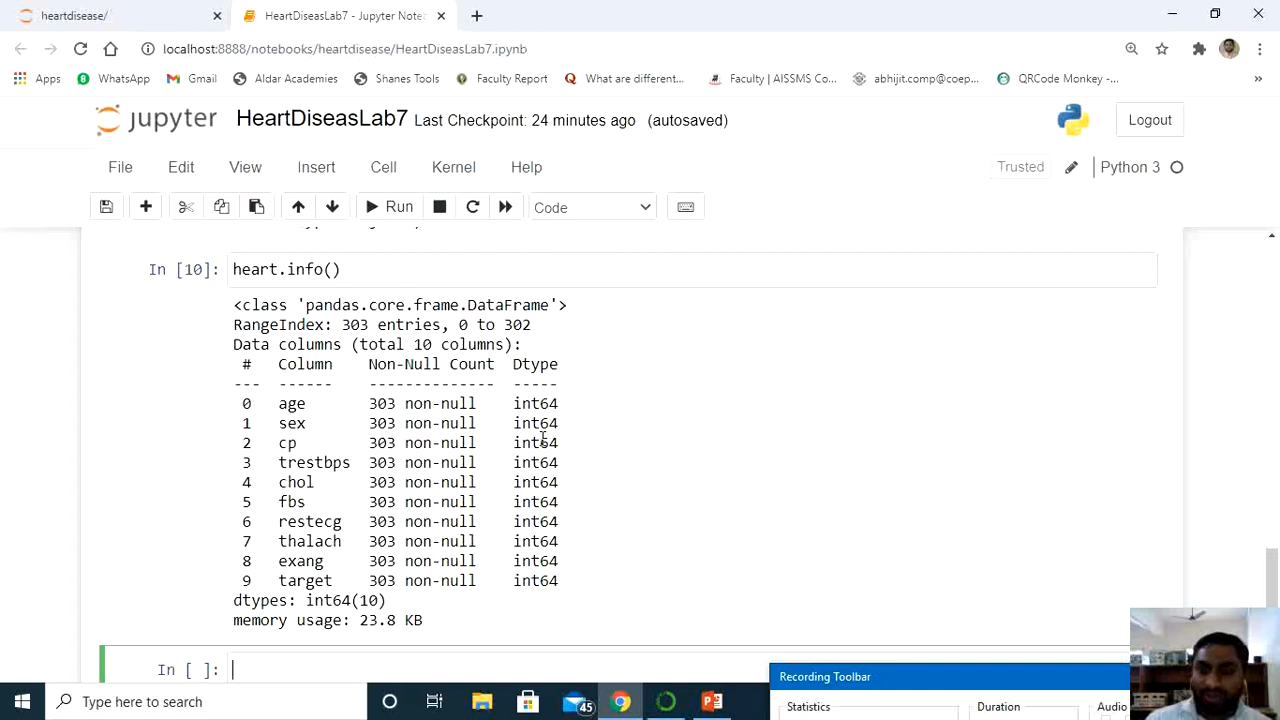 heartdisease/
HeartDiseasLab7 - Jupyter Note
localhost:8888/notebooks/heartdisease/HeartDiseasLab7.ipynb
Apps WhatsApp Gmail Aldar Academies Shanes Tools Faculty Report What are different... Faculty | AISSMS Co... abhijit.comp@coep... QRCode Monkey -... »
jupyter HeartDiseasLab7 Last Checkpoint: 24 minutes ago (autosaved) Logout
File Edit View Insert Cell Kernel Help Trusted Python 3
Run Code
In [10]: heart.info()
<class 'pandas.core.frame.DataFrame'>
RangeIndex: 303 entries, 0 to 302
Data columns (total 10 columns):
# Column Non-Null Count Dtype
--- ------ -------------- -----
0 age 303 non-null int64
1 sex 303 non-null int64
2 cp 303 non-null int64
3 trestbps 303 non-null int64
4 chol 303 non-null int64
5 fbs 303 non-null int64
6 restecg 303 non-null int64
7 thalach 303 non-null int64
8 exang 303 non-null int64
9 target 303 non-null int64
dtypes: int64(10)
memory usage: 23.8 KB
In [ ]:
Recording Toolbar
Statistics Duration Audio
Type here to search
45